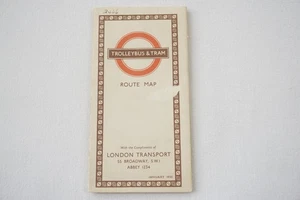 TROLLEYBUS & TRAM
ROUTE MAP
LONDON TRANSPORT
55 BROADWAY, S.W.1
ABBEY 1234